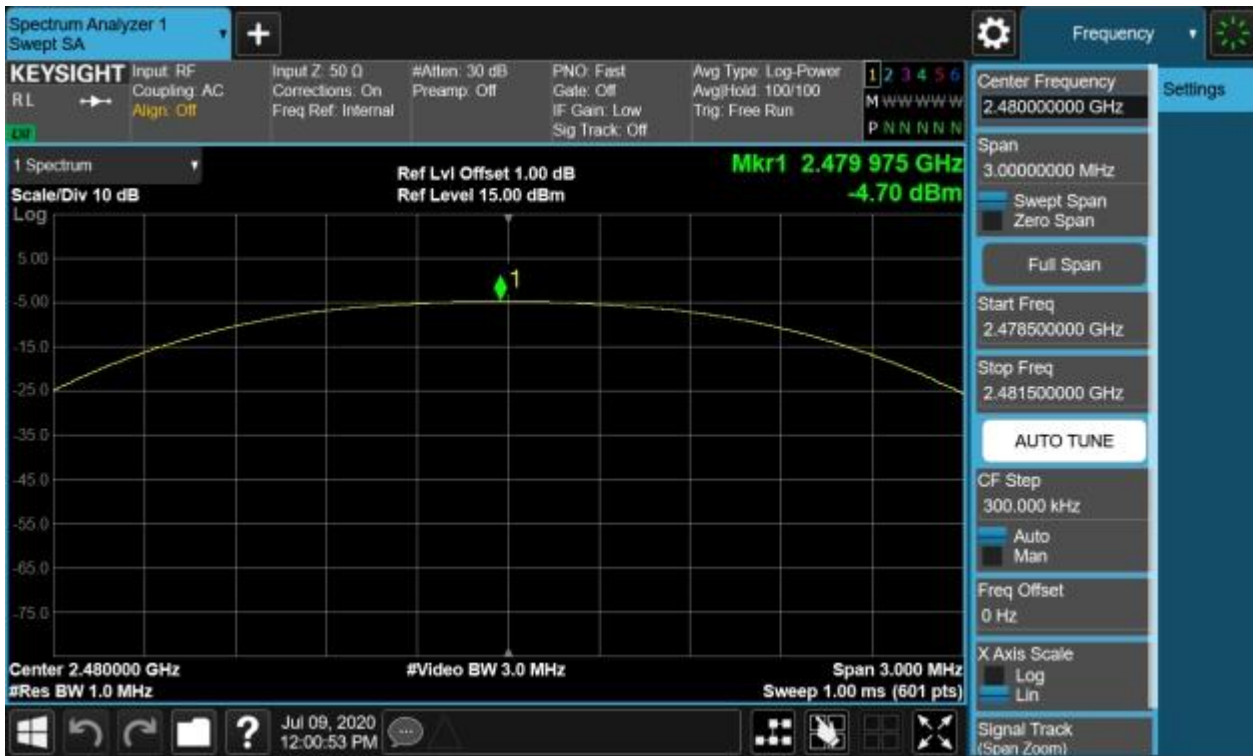 Spectrum Analyzer 1
Swept SA
+
Frequency
KEYSIGHT
RL
Input: RF
Coupling: AC
Align: Off
Input Z: 50 Ω
Corrections: On
Freq Ref: Internal
#Atten: 30 dB
Preamp: Off
PNO: Fast
Gate: Off
IF Gain: Low
Sig Track: Off
Avg Type: Log-Power
Avg|Hold: 100/100
Trig: Free Run
1 2 3 4 5 6
M W W W W W
P N N N N N
1 Spectrum
Scale/Div 10 dB
Ref Lvl Offset 1.00 dB
Ref Level 15.00 dBm
Mkr1 2.479 975 GHz
-4.70 dBm
Log
5.00
-5.00
-15.0
-25.0
-35.0
-45.0
-55.0
-65.0
-75.0
1
Center 2.480000 GHz
#Res BW 1.0 MHz
#Video BW 3.0 MHz
Span 3.000 MHz
Sweep 1.00 ms (601 pts)
?
Jul 09, 2020
12:00:53 PM
Center Frequency
2.480000000 GHz
Settings
Span
3.00000000 MHz
Swept Span
Zero Span
Full Span
Start Freq
2.478500000 GHz
Stop Freq
2.481500000 GHz
AUTO TUNE
CF Step
300.000 kHz
Auto
Man
Freq Offset
0 Hz
X Axis Scale
Log
Lin
Signal Track
(Span Zoom)